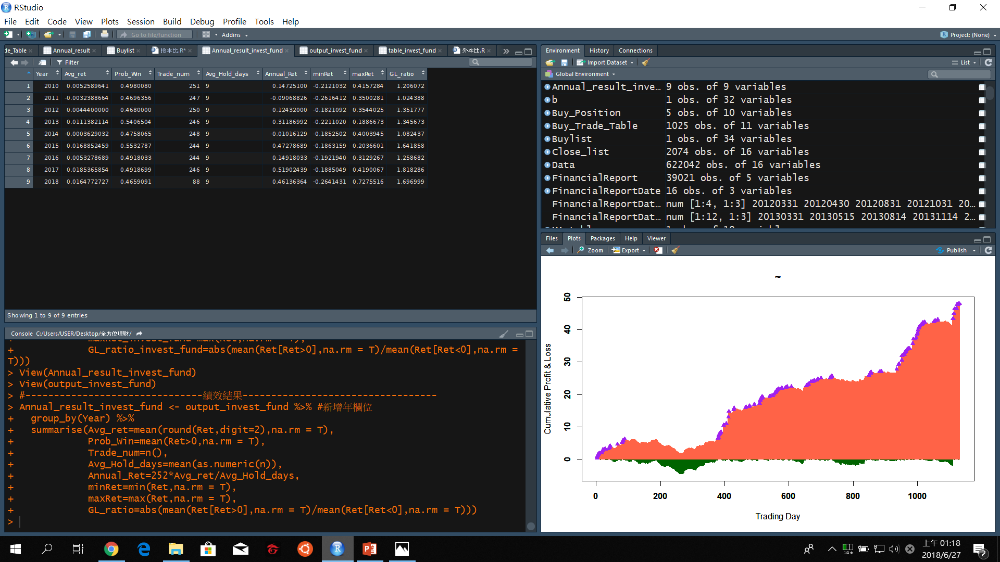 RStudio
File Edit Code View Plots Session Build Debug Profile Tools Help
Go to file/function Addins Project: (None)
de_Table Annual_result Buylist 投本比.R* Annual_result_invest_fund output_invest_fund table_invest_fund 外本比.R
Filter
Year Avg_ret Prob_Win Trade_num Avg_Hold_days Annual_Ret minRet maxRet GL_ratio
1 2010 0.0052589641 0.4980080 251 9 0.14725100 -0.2121032 0.4157284 1.206072
2 2011 -0.0032388664 0.4696356 247 9 -0.09068826 -0.2616412 0.3500281 1.024388
3 2012 0.0044400000 0.4680000 250 9 0.12432000 -0.1821092 0.3544025 1.351777
4 2013 0.0111382114 0.5406504 246 9 0.31186992 -0.2211020 0.1886673 1.345673
5 2014 -0.0003629032 0.4758065 248 9 -0.01016129 -0.1852502 0.4003945 1.082437
6 2015 0.0168852459 0.5532787 244 9 0.47278689 -0.1863159 0.2036601 1.641858
7 2016 0.0053278689 0.4918033 244 9 0.14918033 -0.1921940 0.3129267 1.258682
8 2017 0.0185365854 0.4918699 246 9 0.51902439 -0.1885049 0.4190067 1.818286
9 2018 0.0164772727 0.4659091 88 9 0.46136364 -0.2641431 0.7275516 1.696999
Showing 1 to 9 of 9 entries
Console C:/Users/USER/Desktop/全方位理財/
+ GL_ratio_invest_fund=abs(mean(Ret[Ret>0],na.rm = T)/mean(Ret[Ret<0],na.rm =
T)))
> View(Annual_result_invest_fund)
> View(output_invest_fund)
> #-------------------------------績效結果----------------------------------
> Annual_result_invest_fund <- output_invest_fund %>% #新增年欄位
+ group_by(Year) %>%
+ summarise(Avg_ret=mean(round(Ret,digit=2),na.rm = T),
+ Prob_Win=mean(Ret>0,na.rm = T),
+ Trade_num=n(),
+ Avg_Hold_days=mean(as.numeric(n)),
+ Annual_Ret=252*Avg_ret/Avg_Hold_days,
+ minRet=min(Ret,na.rm = T),
+ maxRet=max(Ret,na.rm = T),
+ GL_ratio=abs(mean(Ret[Ret>0],na.rm = T)/mean(Ret[Ret<0],na.rm = T)))
>
Environment History Connections
Import Dataset List
Global Environment
Annual_result_inve… 9 obs. of 9 variables
b 1 obs. of 32 variables
Buy_Position 5 obs. of 10 variables
Buy_Trade_Table 1025 obs. of 11 variables
Buylist 1 obs. of 34 variables
Close_list 2074 obs. of 16 variables
Data 622042 obs. of 16 variables
FinancialReport 39021 obs. of 5 variables
FinancialReportDate 16 obs. of 3 variables
FinancialReportDat… num [1:4, 1:3] 20120331 20120430 20120831 20121031 20…
FinancialReportDat… num [1:12, 1:3] 20130331 20130515 20130814 20131114 2…
Files Plots Packages Help Viewer
Zoom Export Publish
~
Cumulative Profit & Loss
50
40
30
20
10
0
0 200 400 600 800 1000
Trading Day
上午 01:18
2018/6/27
2